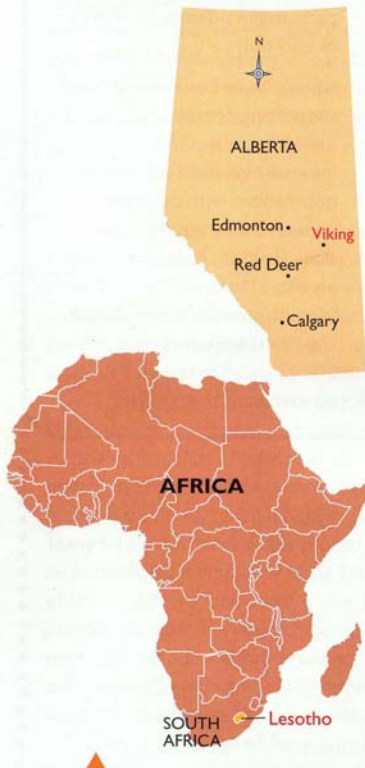 N
ALBERTA
Edmonton
Viking
Red Deer
Calgary
AFRICA
SOUTH
AFRICA
Lesotho